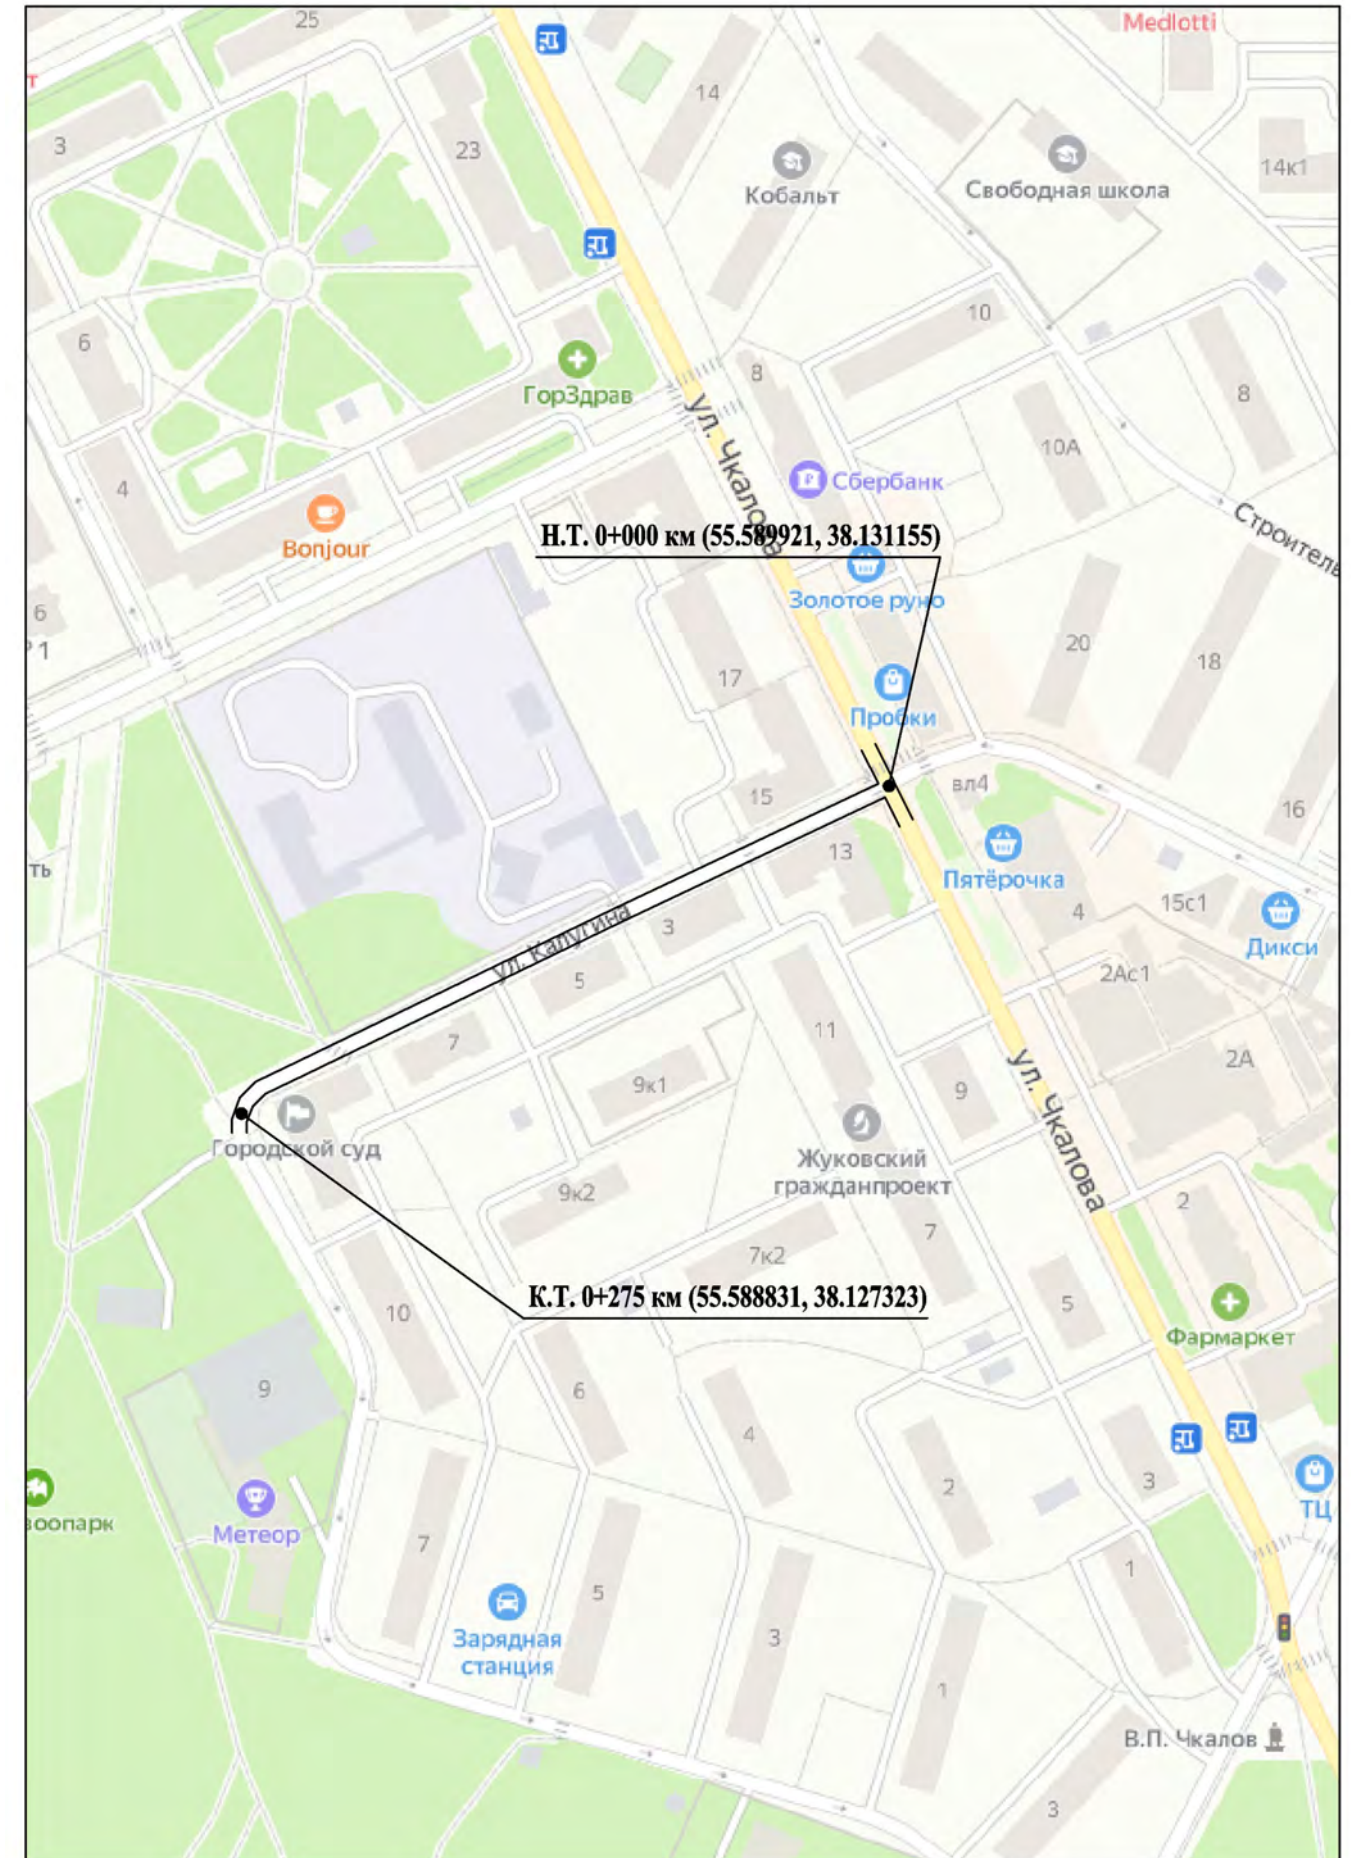 25
Medlotti
т
14
3
23
14к1
Кобальт
Свободная школа
10
6
8
ГорЗдрав
8
ул. Чкалова
10А
4
Сбербанк
Bonjour
Строитель
Н.Т. 0+000 км (55.589921, 38.131155)
Золотое руно
6
1
20
18
17
Пробки
15
вл4
16
13
ть
Пятёрочка
4
15с1
3
Дикси
ул. Калугина
5
2Ас1
7
11
2А
9к1
9
ул. Чкалова
Городской суд
Жуковский
гражданпроект
9к2
2
7
7к2
К.Т. 0+275 км (55.588831, 38.127323)
5
10
Фармаркет
9
6
4
2
3
зоопарк
Метеор
ТЦ
7
1
5
Зарядная
станция
3
1
В.П. Чкалов
3